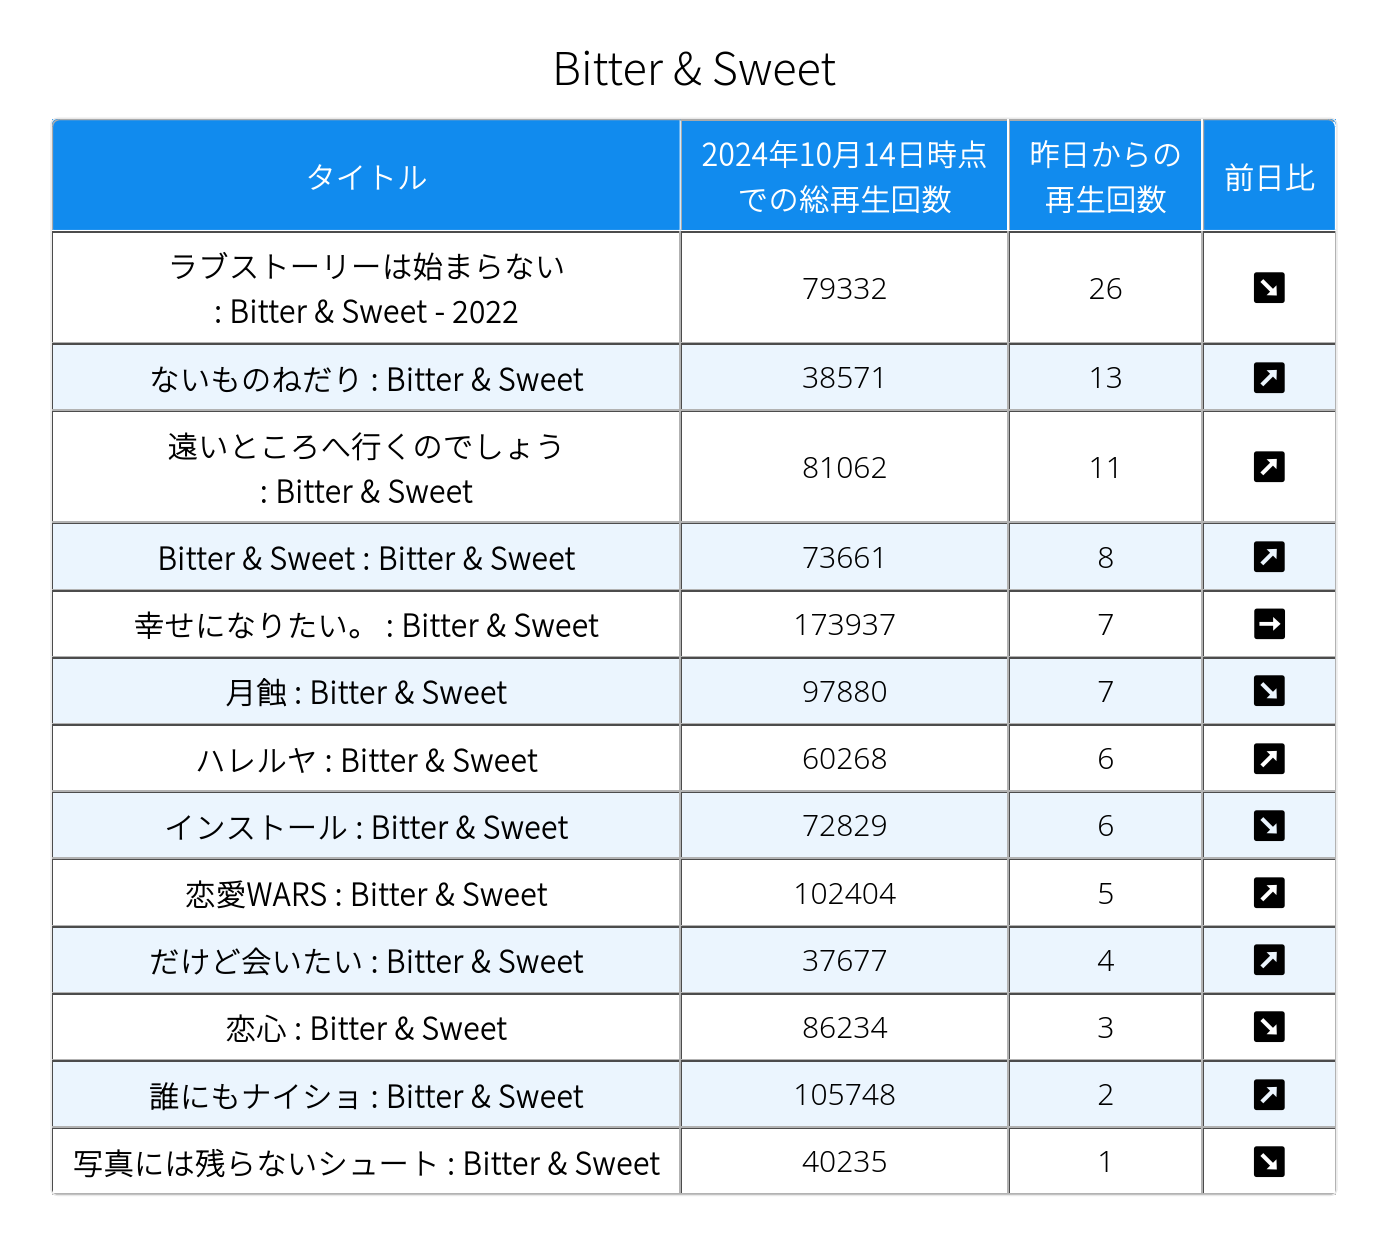 Bitter & Sweet
タイトル
2024年10月14日時点
での総再生回数
昨日からの
再生回数
前日比
ラブストーリーは始まらない
: Bitter & Sweet - 2022
79332
26
↘
ないものねだり : Bitter & Sweet
38571
13
↗
遠いところへ行くのでしょう
: Bitter & Sweet
81062
11
↗
Bitter & Sweet : Bitter & Sweet
73661
8
↗
幸せになりたい。 : Bitter & Sweet
173937
7
→
月蝕 : Bitter & Sweet
97880
7
↘
ハレルヤ : Bitter & Sweet
60268
6
↗
インストール : Bitter & Sweet
72829
6
↘
恋愛WARS : Bitter & Sweet
102404
5
↗
だけど会いたい : Bitter & Sweet
37677
4
↗
恋心 : Bitter & Sweet
86234
3
↘
誰にもナイショ : Bitter & Sweet
105748
2
↗
写真には残らないシュート : Bitter & Sweet
40235
1
↘